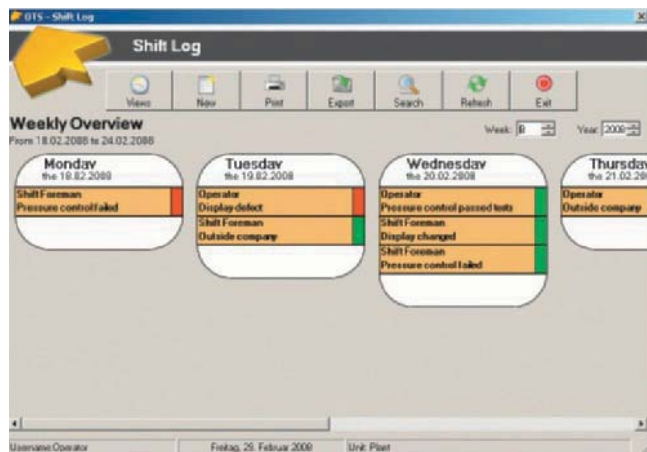 OTS - Shift Log
Shift Log
Views New Print Export Search Refresh Exit
Weekly Overview
Week: 8 Year: 2008
From 18.02.2008 to 24.02.2008
Monday
the 18.02.2008
Shift Foreman
Pressure control failed
Tuesday
the 19.02.2008
Operator
Display defect
Shift Foreman
Outside company
Wednesday
the 20.02.2008
Operator
Pressure control passed tests
Shift Foreman
Display changed
Shift Foreman
Pressure control failed
Thursday
the 21.02.20
Operator
Outside company
Username: Operator Freitag, 29. Februar 2008 Unit: Plant